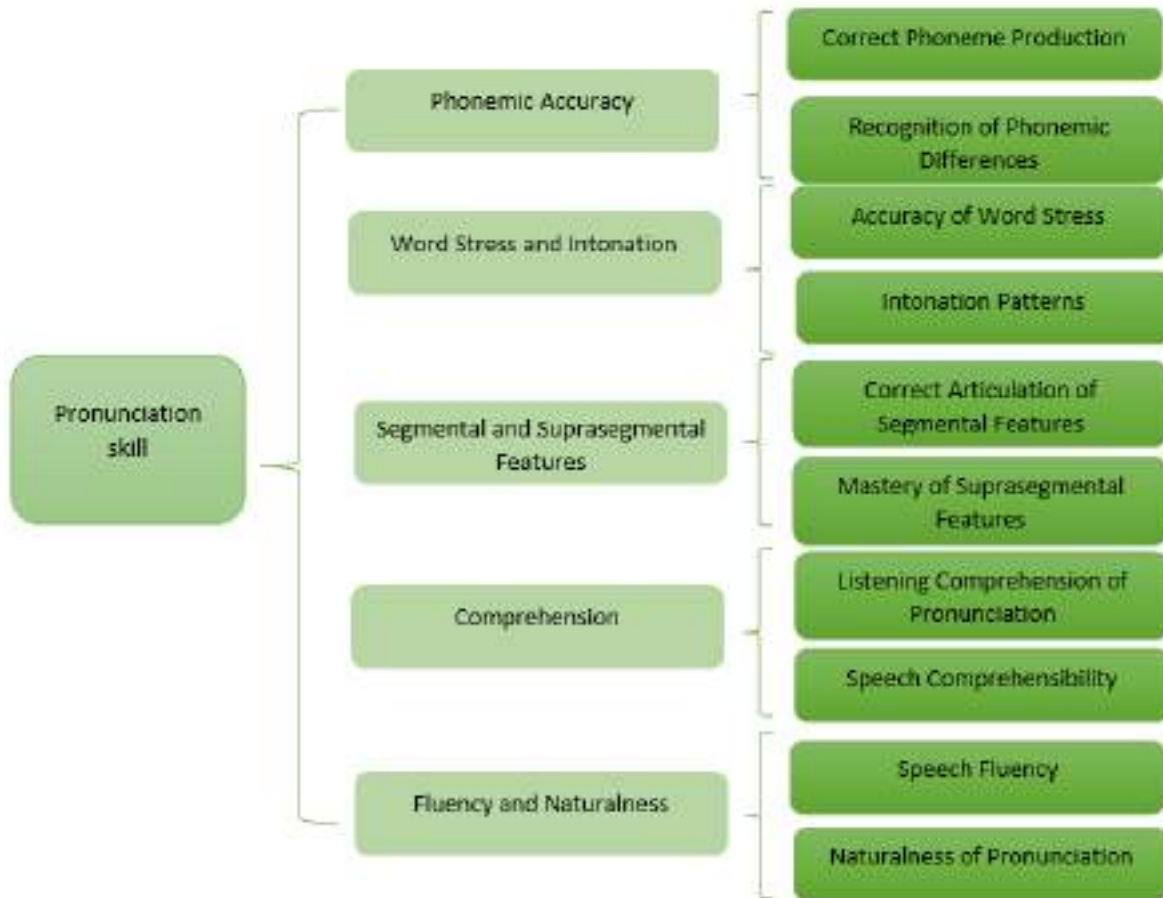 Pronunciation
skill
Phonemic Accuracy
Correct Phoneme Production
Recognition of Phonemic
Differences
Word Stress and Intonation
Accuracy of Word Stress
Intonation Patterns
Segmental and Suprasegmental
Features
Correct Articulation of
Segmental Features
Mastery of Suprasegmental
Features
Comprehension
Listening Comprehension of
Pronunciation
Speech Comprehensibility
Fluency and Naturalness
Speech Fluency
Naturalness of Pronunciation